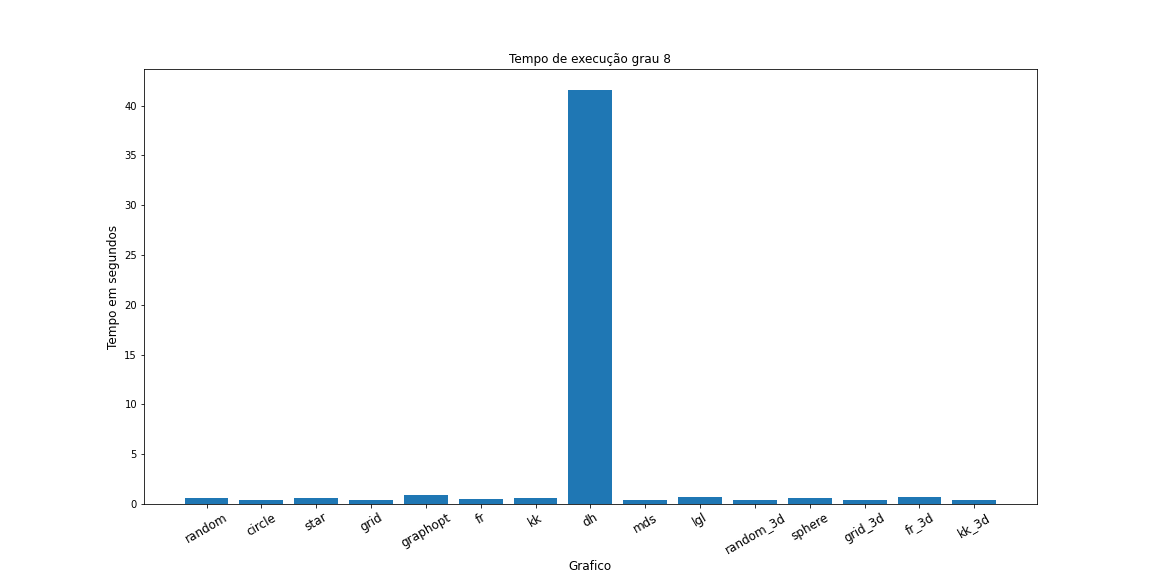 Tempo de execução grau 8
Tempo em segundos
40
35
30
25
20
15
10
5
0
random
circle
star
grid
graphopt
fr
kk
dh
mds
lgl
random_3d
sphere
grid_3d
fr_3d
kk_3d
Grafico